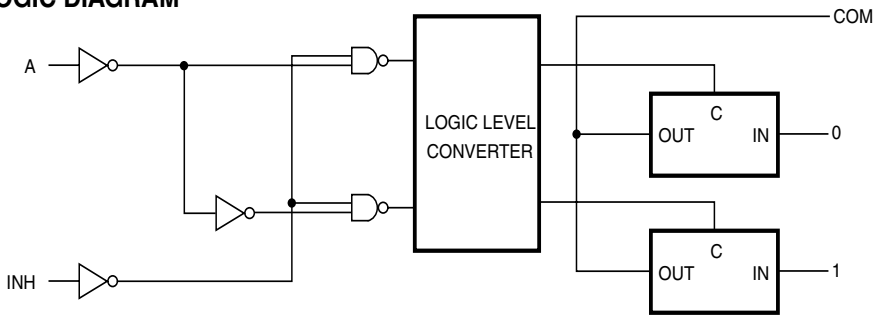 LOGIC DIAGRAM
COM
A
LOGIC LEVEL
CONVERTER
C
OUT IN
0
C
OUT IN
1
INH